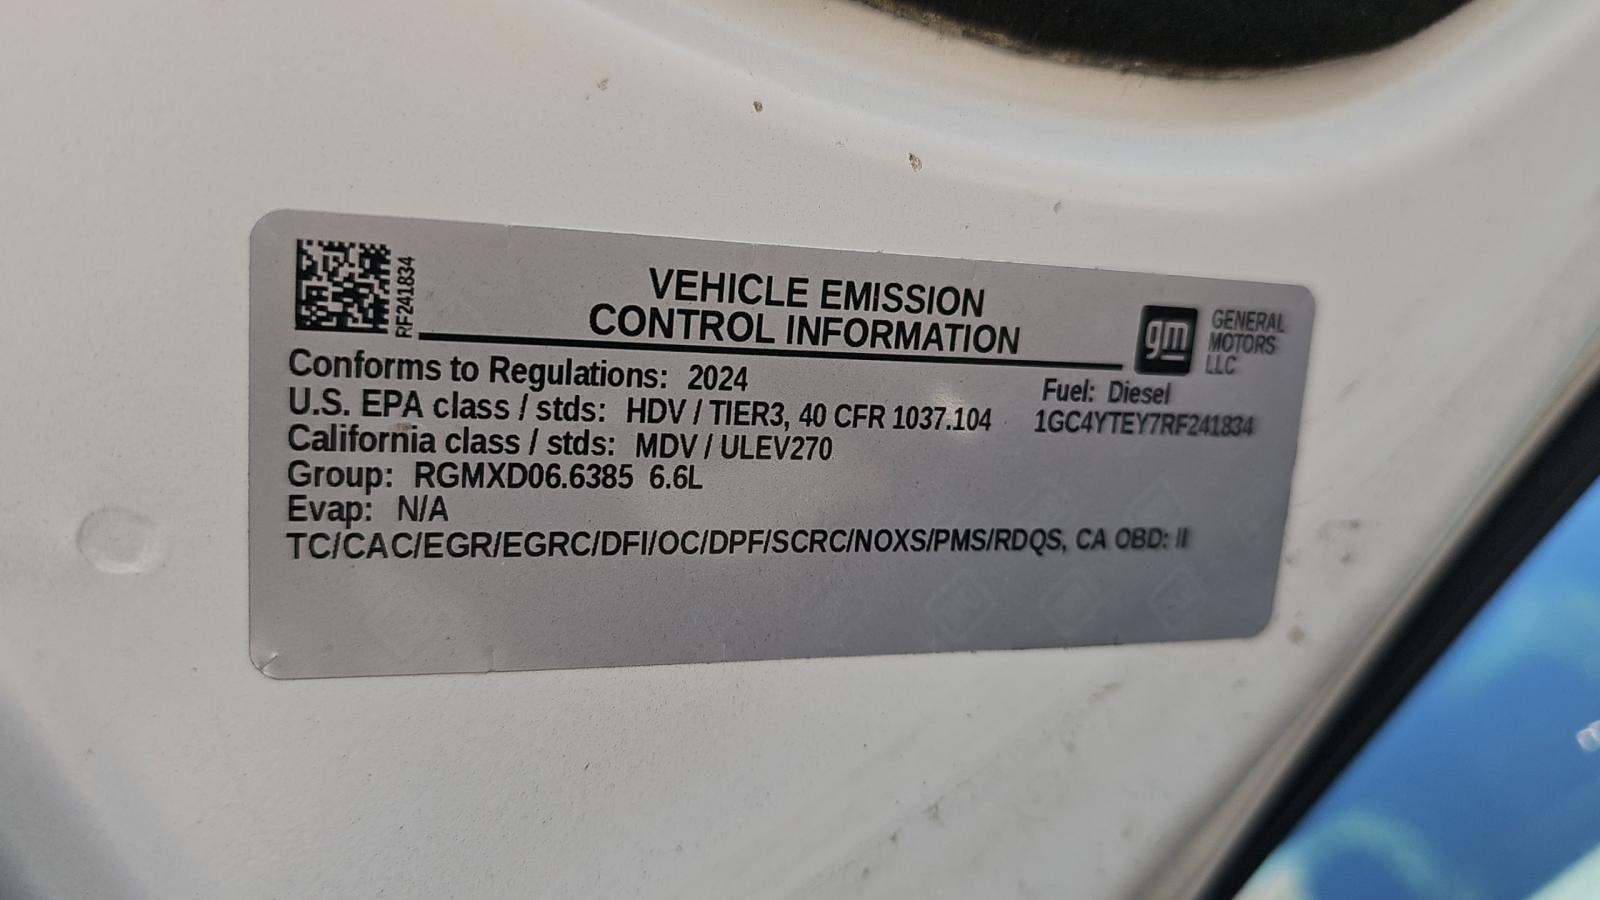 RF241834
VEHICLE EMISSION
CONTROL INFORMATION
gm
GENERAL
MOTORS
LLC
Conforms to Regulations: 2024
Fuel: Diesel
U.S. EPA class / stds: HDV / TIER3, 40 CFR 1037.104
1GC4YTEY7RF241834
California class / stds: MDV / ULEV270
Group: RGMXD06.6385 6.6L
Evap: N/A
TC/CAC/EGR/EGRC/DFI/OC/DPF/SCRC/NOXS/PMS/RDQS, CA OBD: II